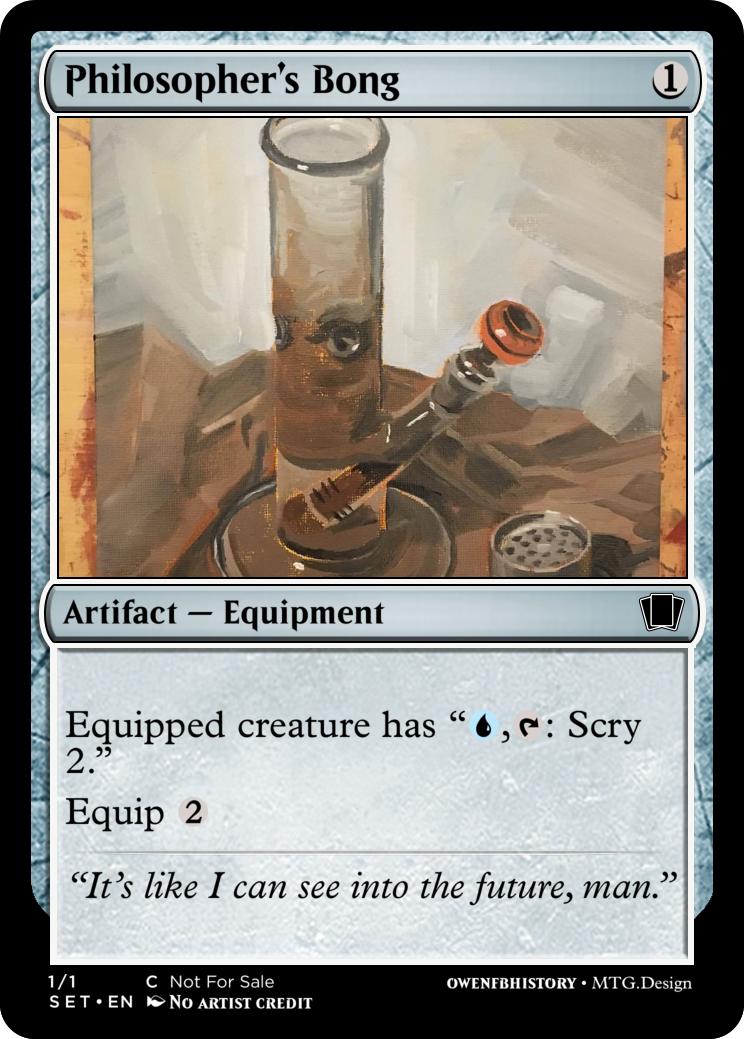 Philosopher's Bong 1
Artifact — Equipment
Equipped creature has “ , : Scry
2.”
Equip 2
“It's like I can see into the future, man.”
1/1 C Not For Sale OWENFBHISTORY • MTG.Design
SET • EN No ARTIST CREDIT